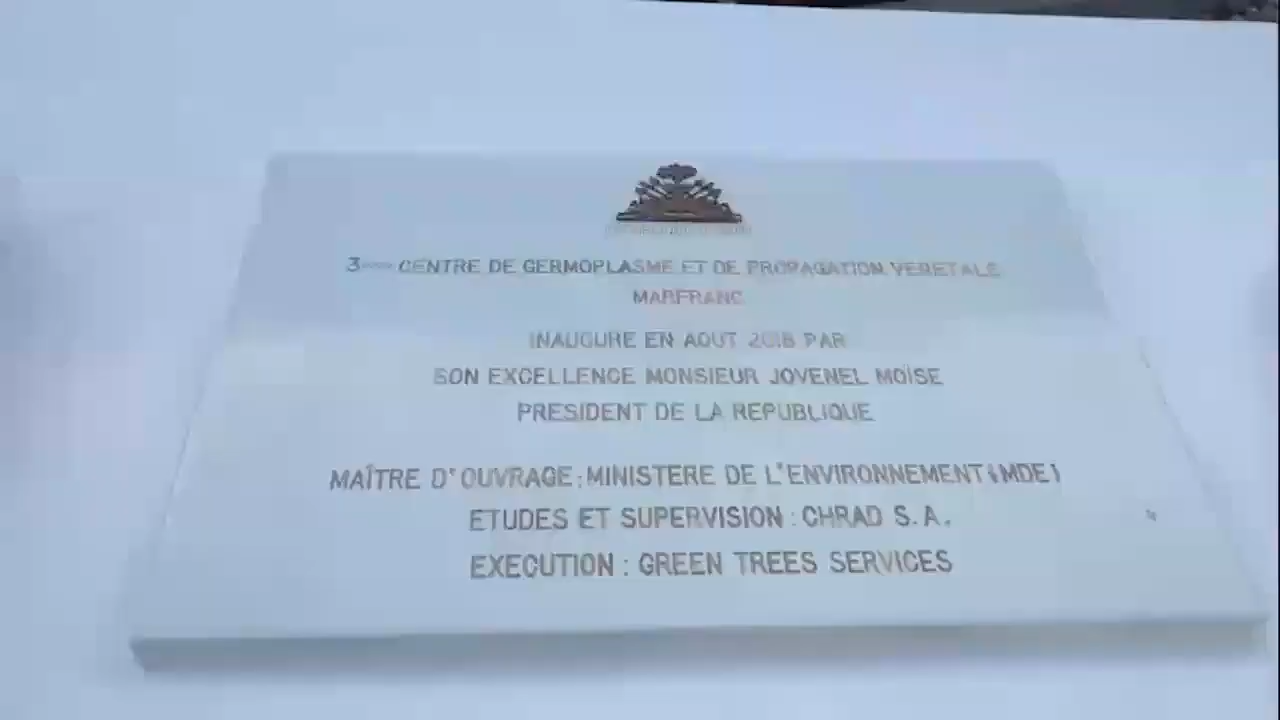 3ème CENTRE DE GERMOPLASME ET DE PROPAGATION VEGETALE
MARFRANC
INAUGURE EN AOUT 2018 PAR
SON EXCELLENCE MONSIEUR JOVENEL MOÏSE
PRESIDENT DE LA REPUBLIQUE
MAÎTRE D'OUVRAGE : MINISTERE DE L'ENVIRONNEMENT (MDE)
ETUDES ET SUPERVISION : CHRAD S.A.
EXECUTION : GREEN TREES SERVICES